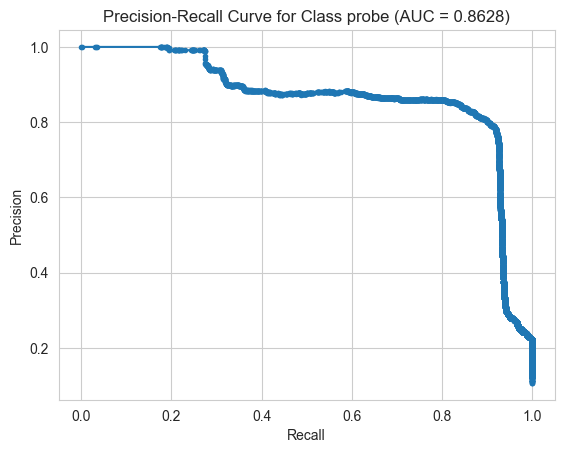 Precision-Recall Curve for Class probe (AUC = 0.8628)
1.0
0.8
0.6
0.4
0.2
Precision
0.0 0.2 0.4 0.6 0.8 1.0
Recall